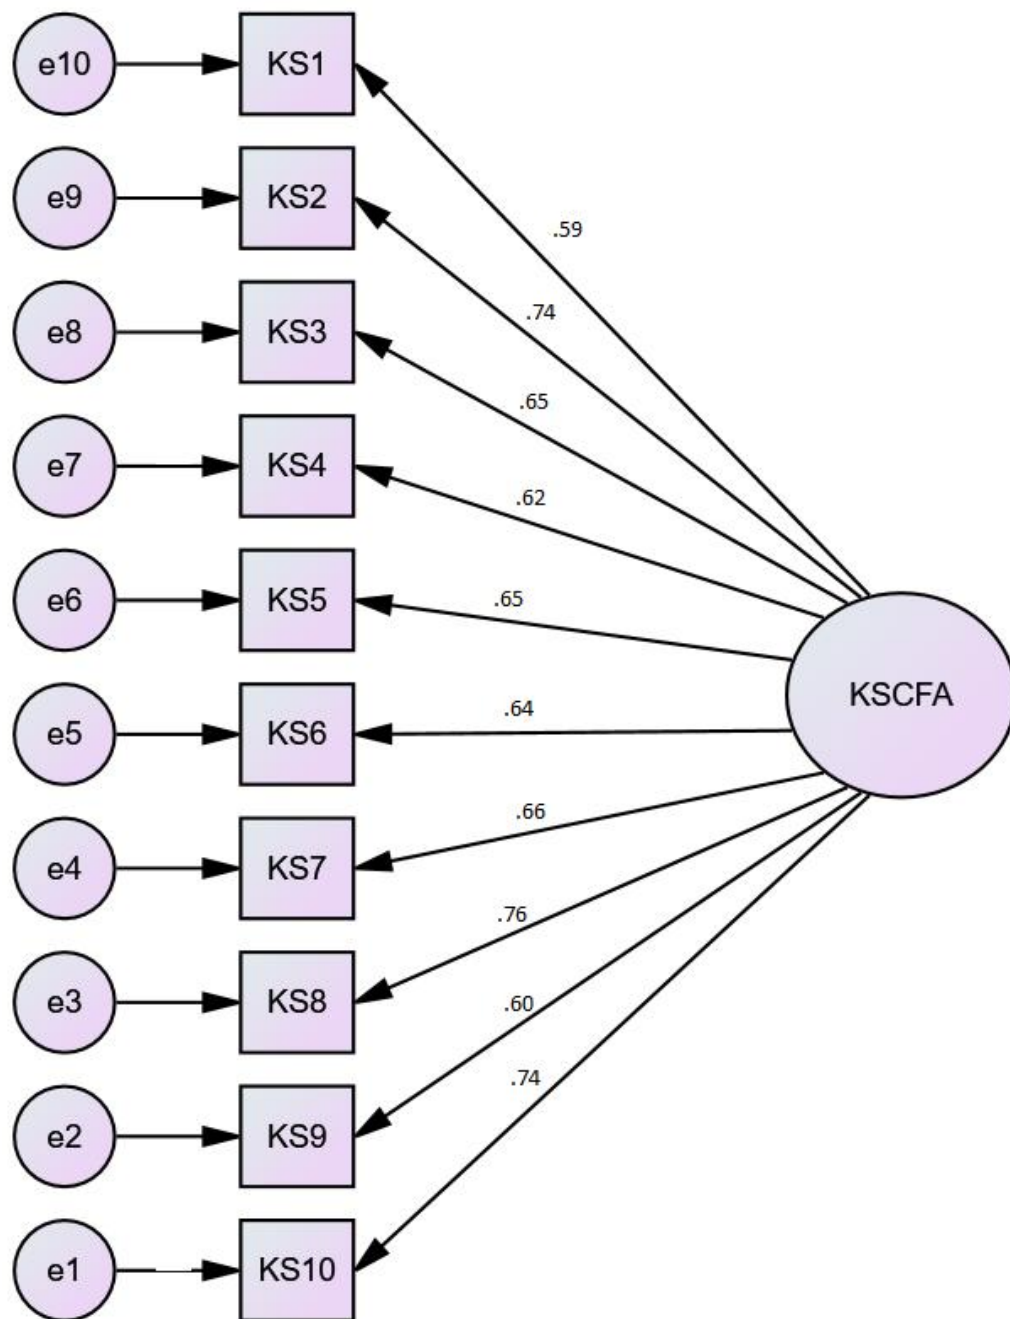 e10 KS1
e9 KS2
.59
e8 KS3
.74
.65
e7 KS4
.62
e6 KS5
.65
KSCFA
e5 KS6
.64
.66
e4 KS7
.76
e3 KS8
.60
.74
e2 KS9
e1 KS10